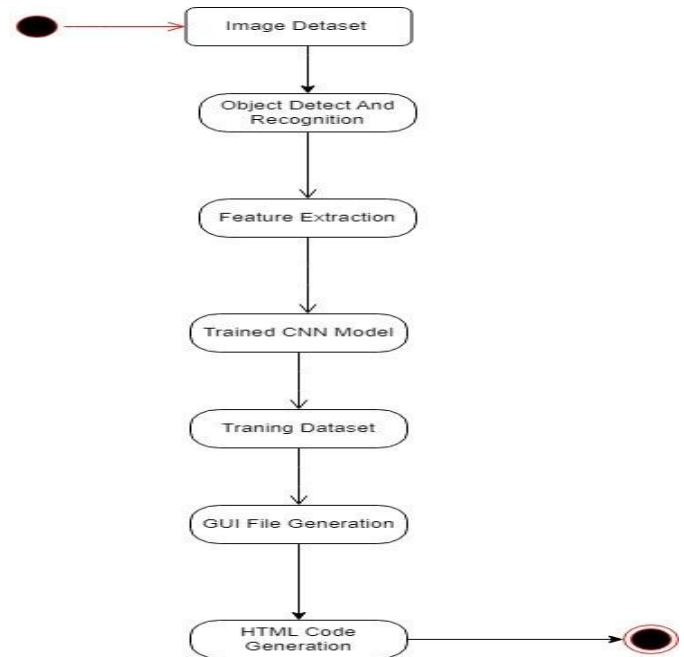 Image Detaset
Object Detect And
Recognition
Feature Extraction
Trained CNN Model
Traning Dataset
GUI File Generation
HTML Code
Generation